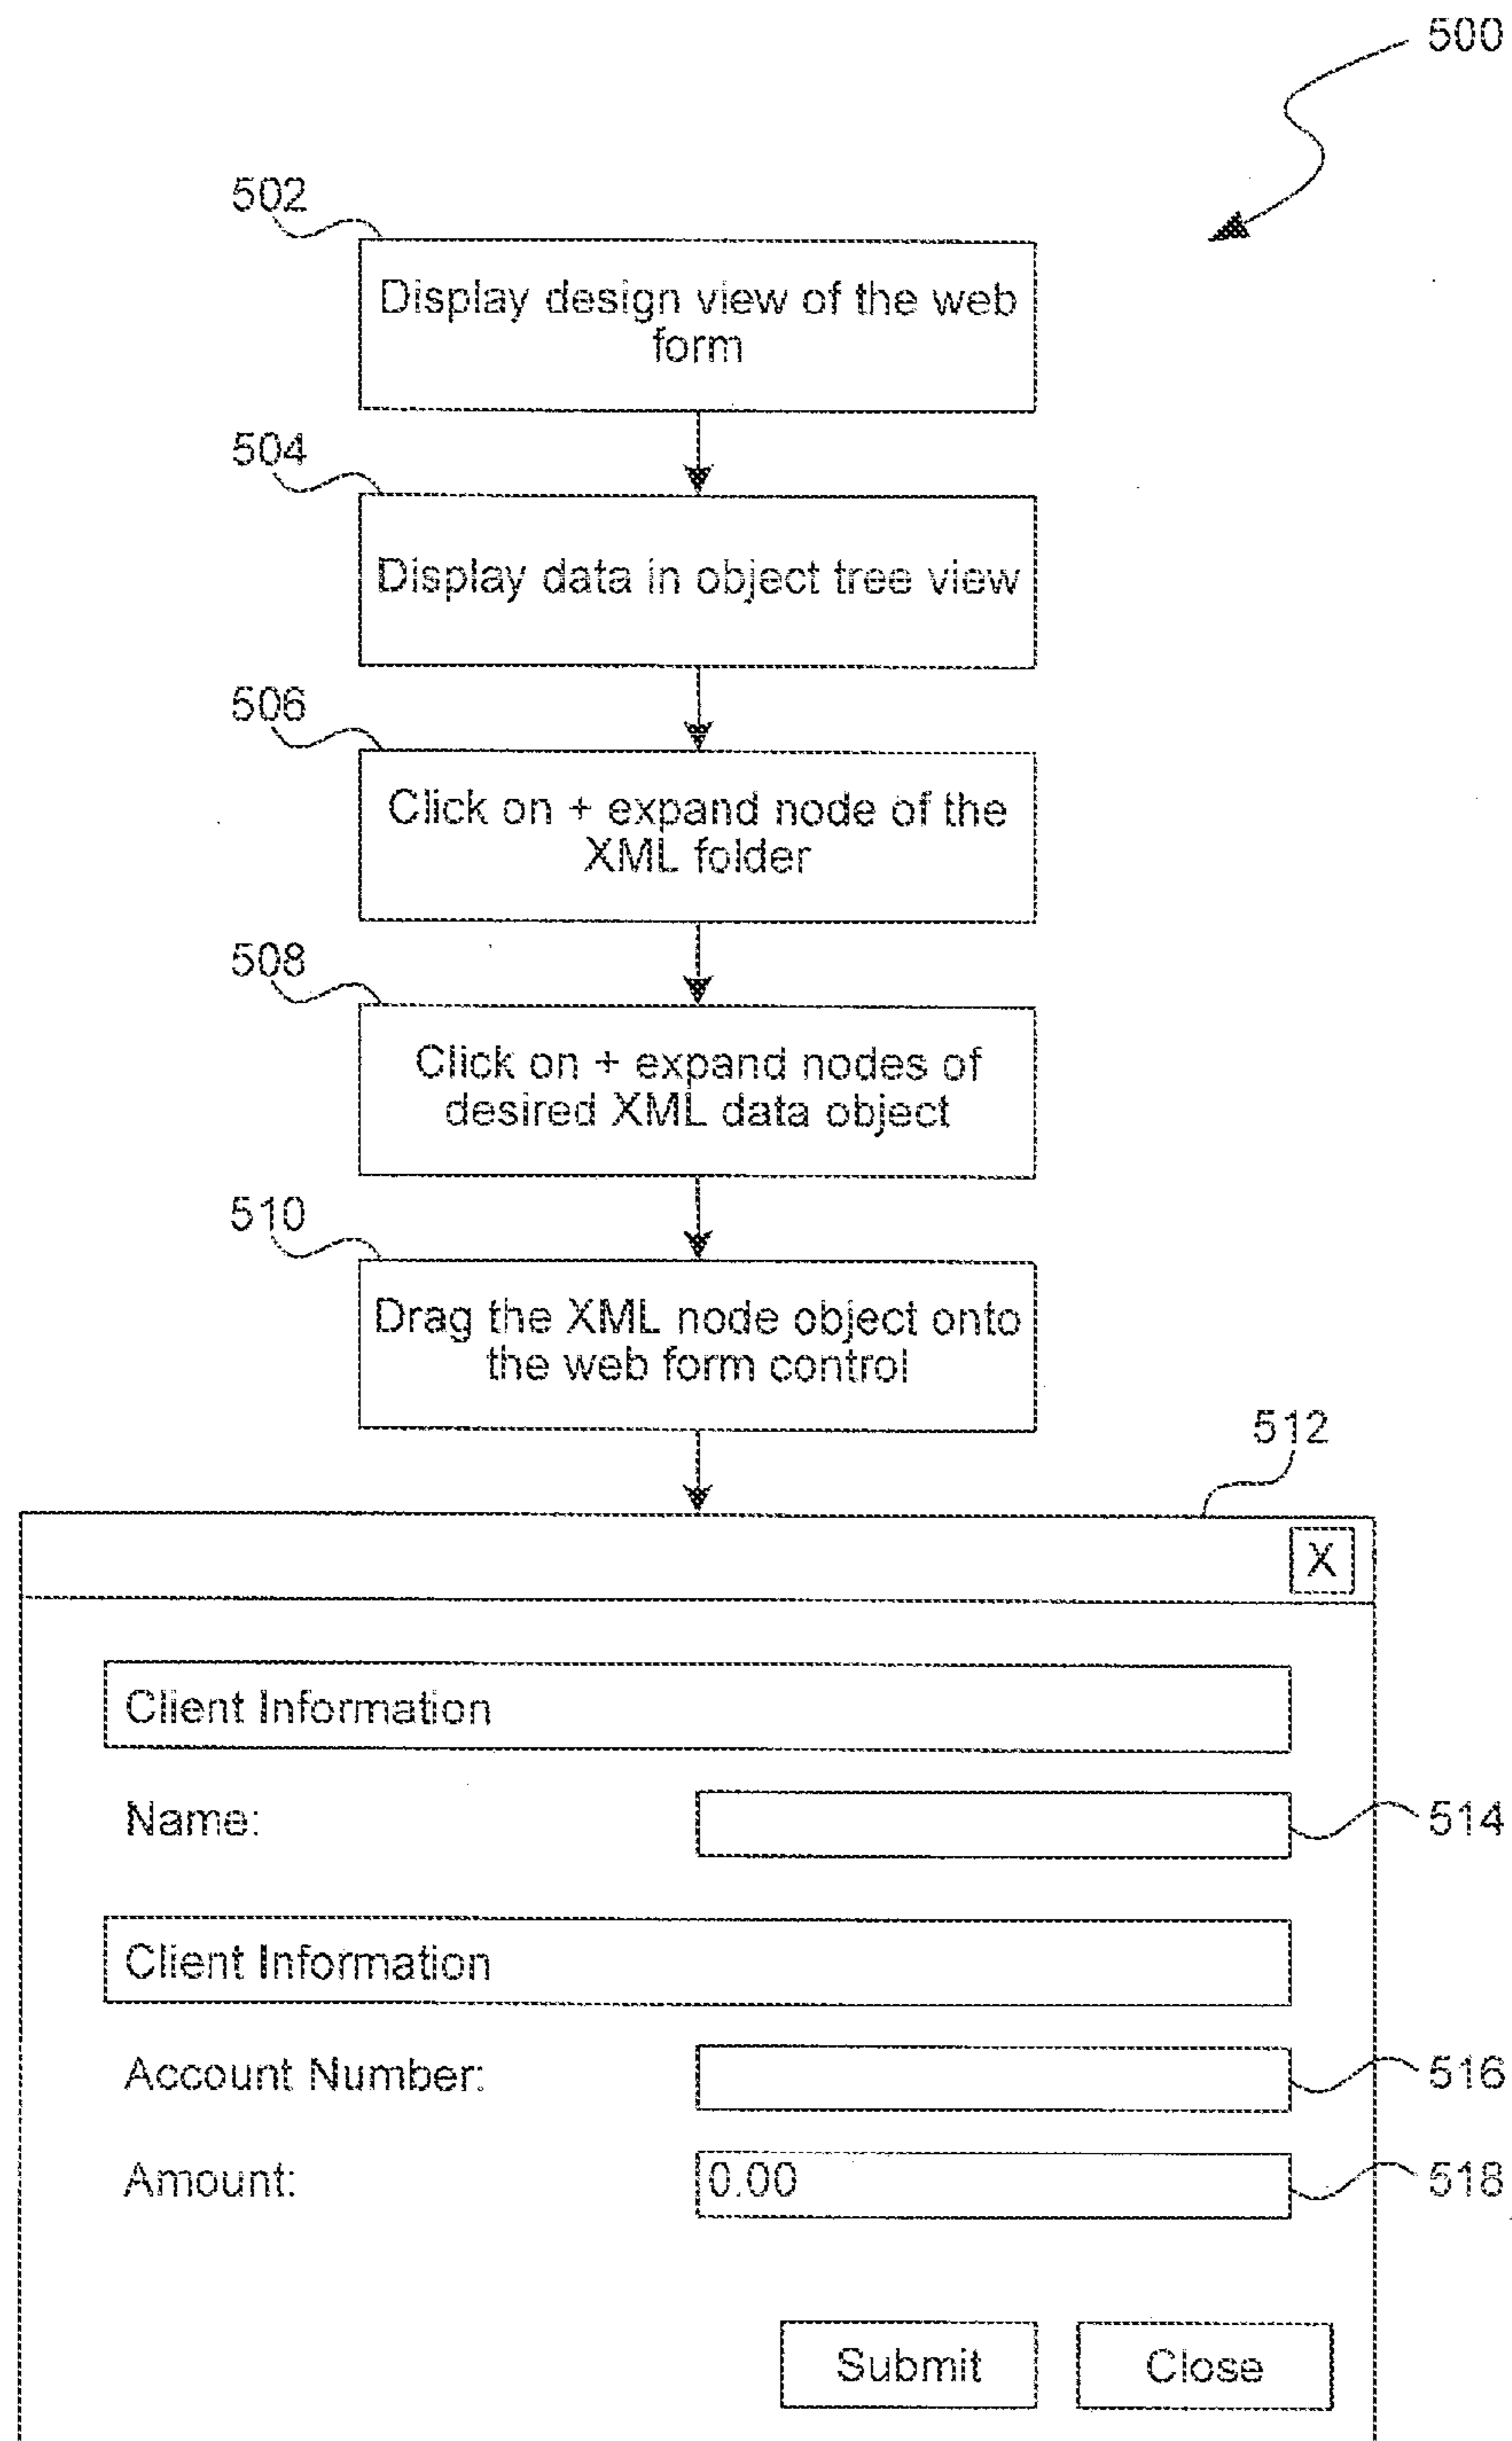 500
502
Display design view of the web
form
504
Display data in object tree view
506
Click on + expand node of the
XML folder
508
Click on + expand nodes of
desired XML data object
510
Drag the XML node object onto
the web form control
512
X
Client Information
Name:
514
Client Information
Account Number:
516
Amount:
0.00
518
Submit
Close